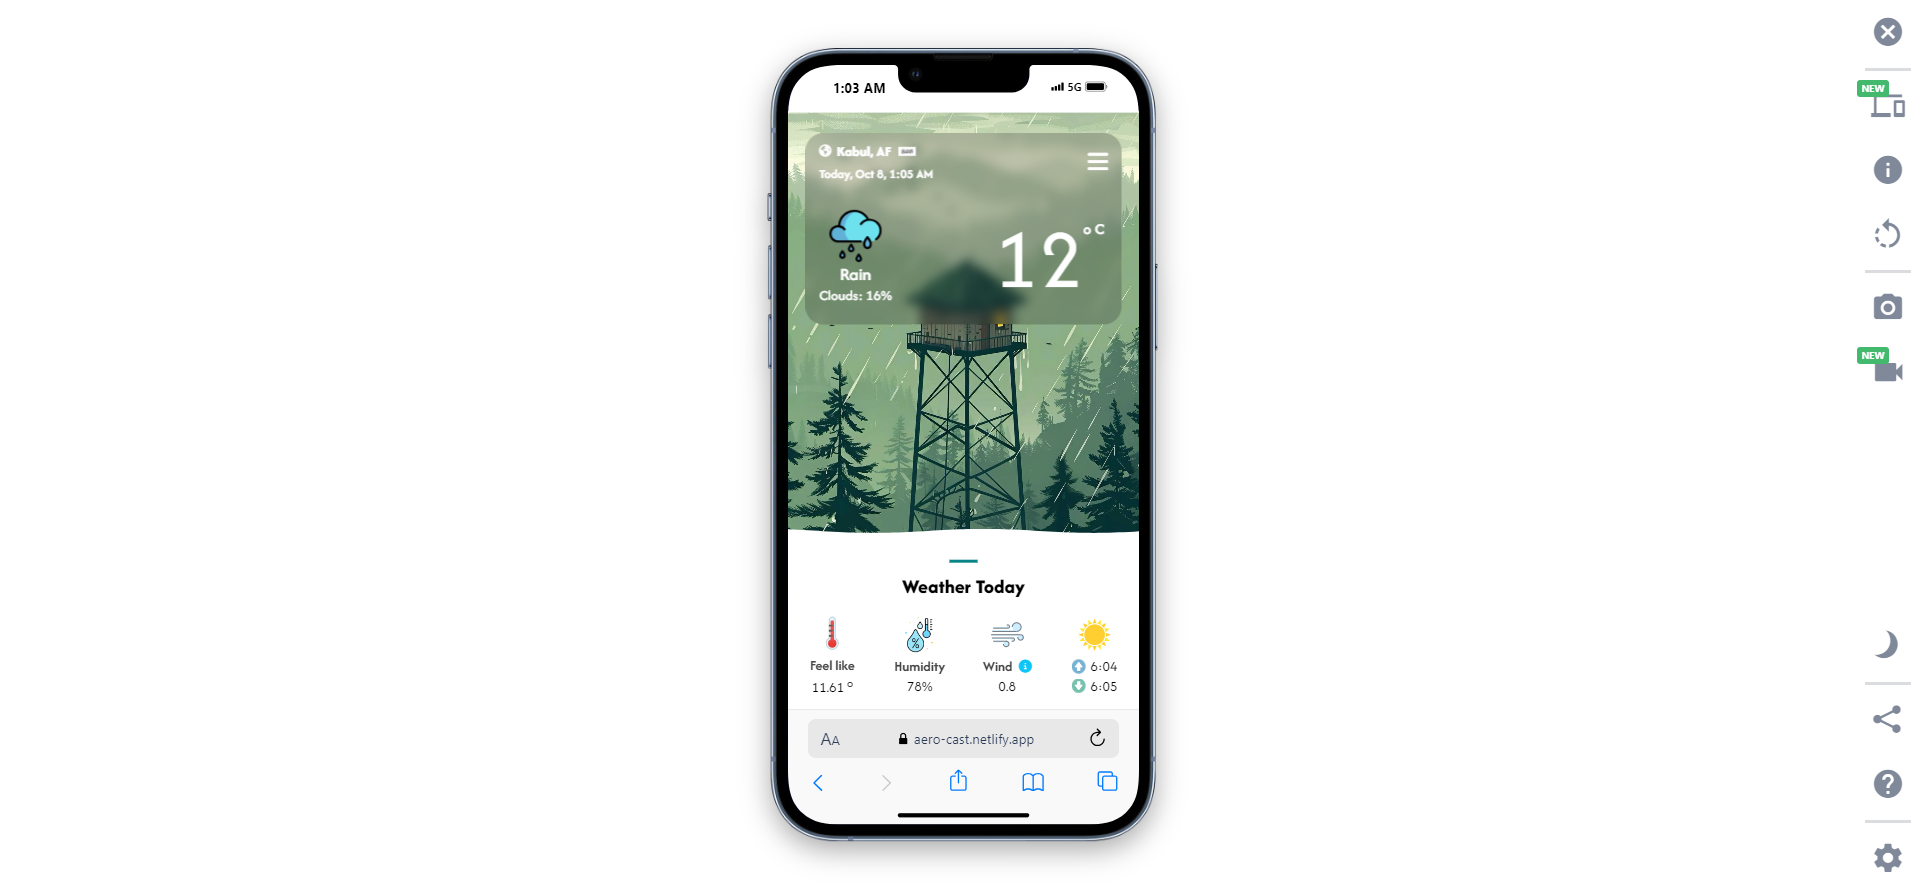 1:03 AM
5G
NEW
Kabul, AF
Today, Oct 8, 1:05 AM
Rain
Clouds: 16%
12 °C
NEW
Weather Today
Feel like
11.61 °
Humidity
78%
Wind
0.8
6:04
6:05
AA
aero-cast.netlify.app